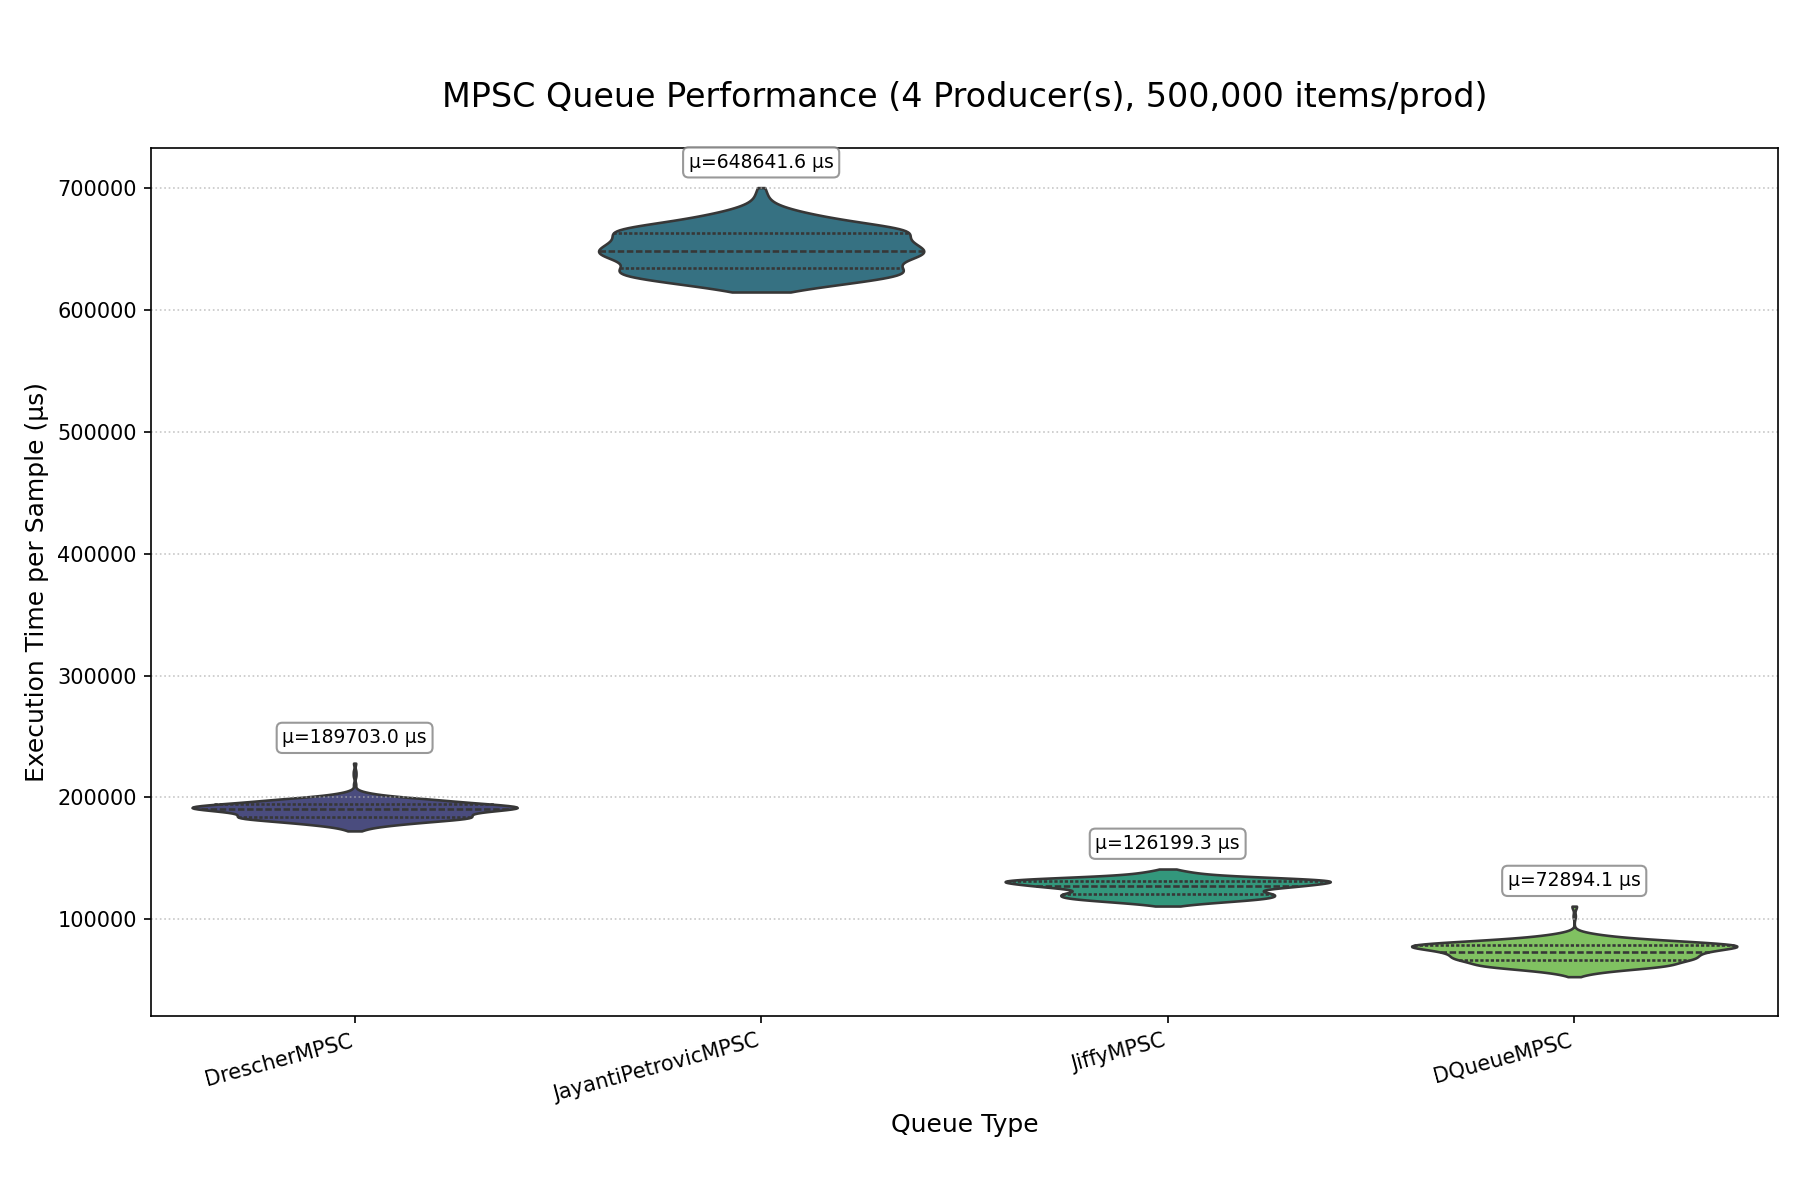 MPSC Queue Performance (4 Producer(s), 500,000 items/prod)
μ=648641.6 μs
700000
600000
500000
400000
300000
200000
100000
Execution Time per Sample (μs)
μ=189703.0 μs
μ=126199.3 μs
μ=72894.1 μs
DrescherMPSC
JayantiPetrovicMPSC
JiffyMPSC
DQueueMPSC
Queue Type